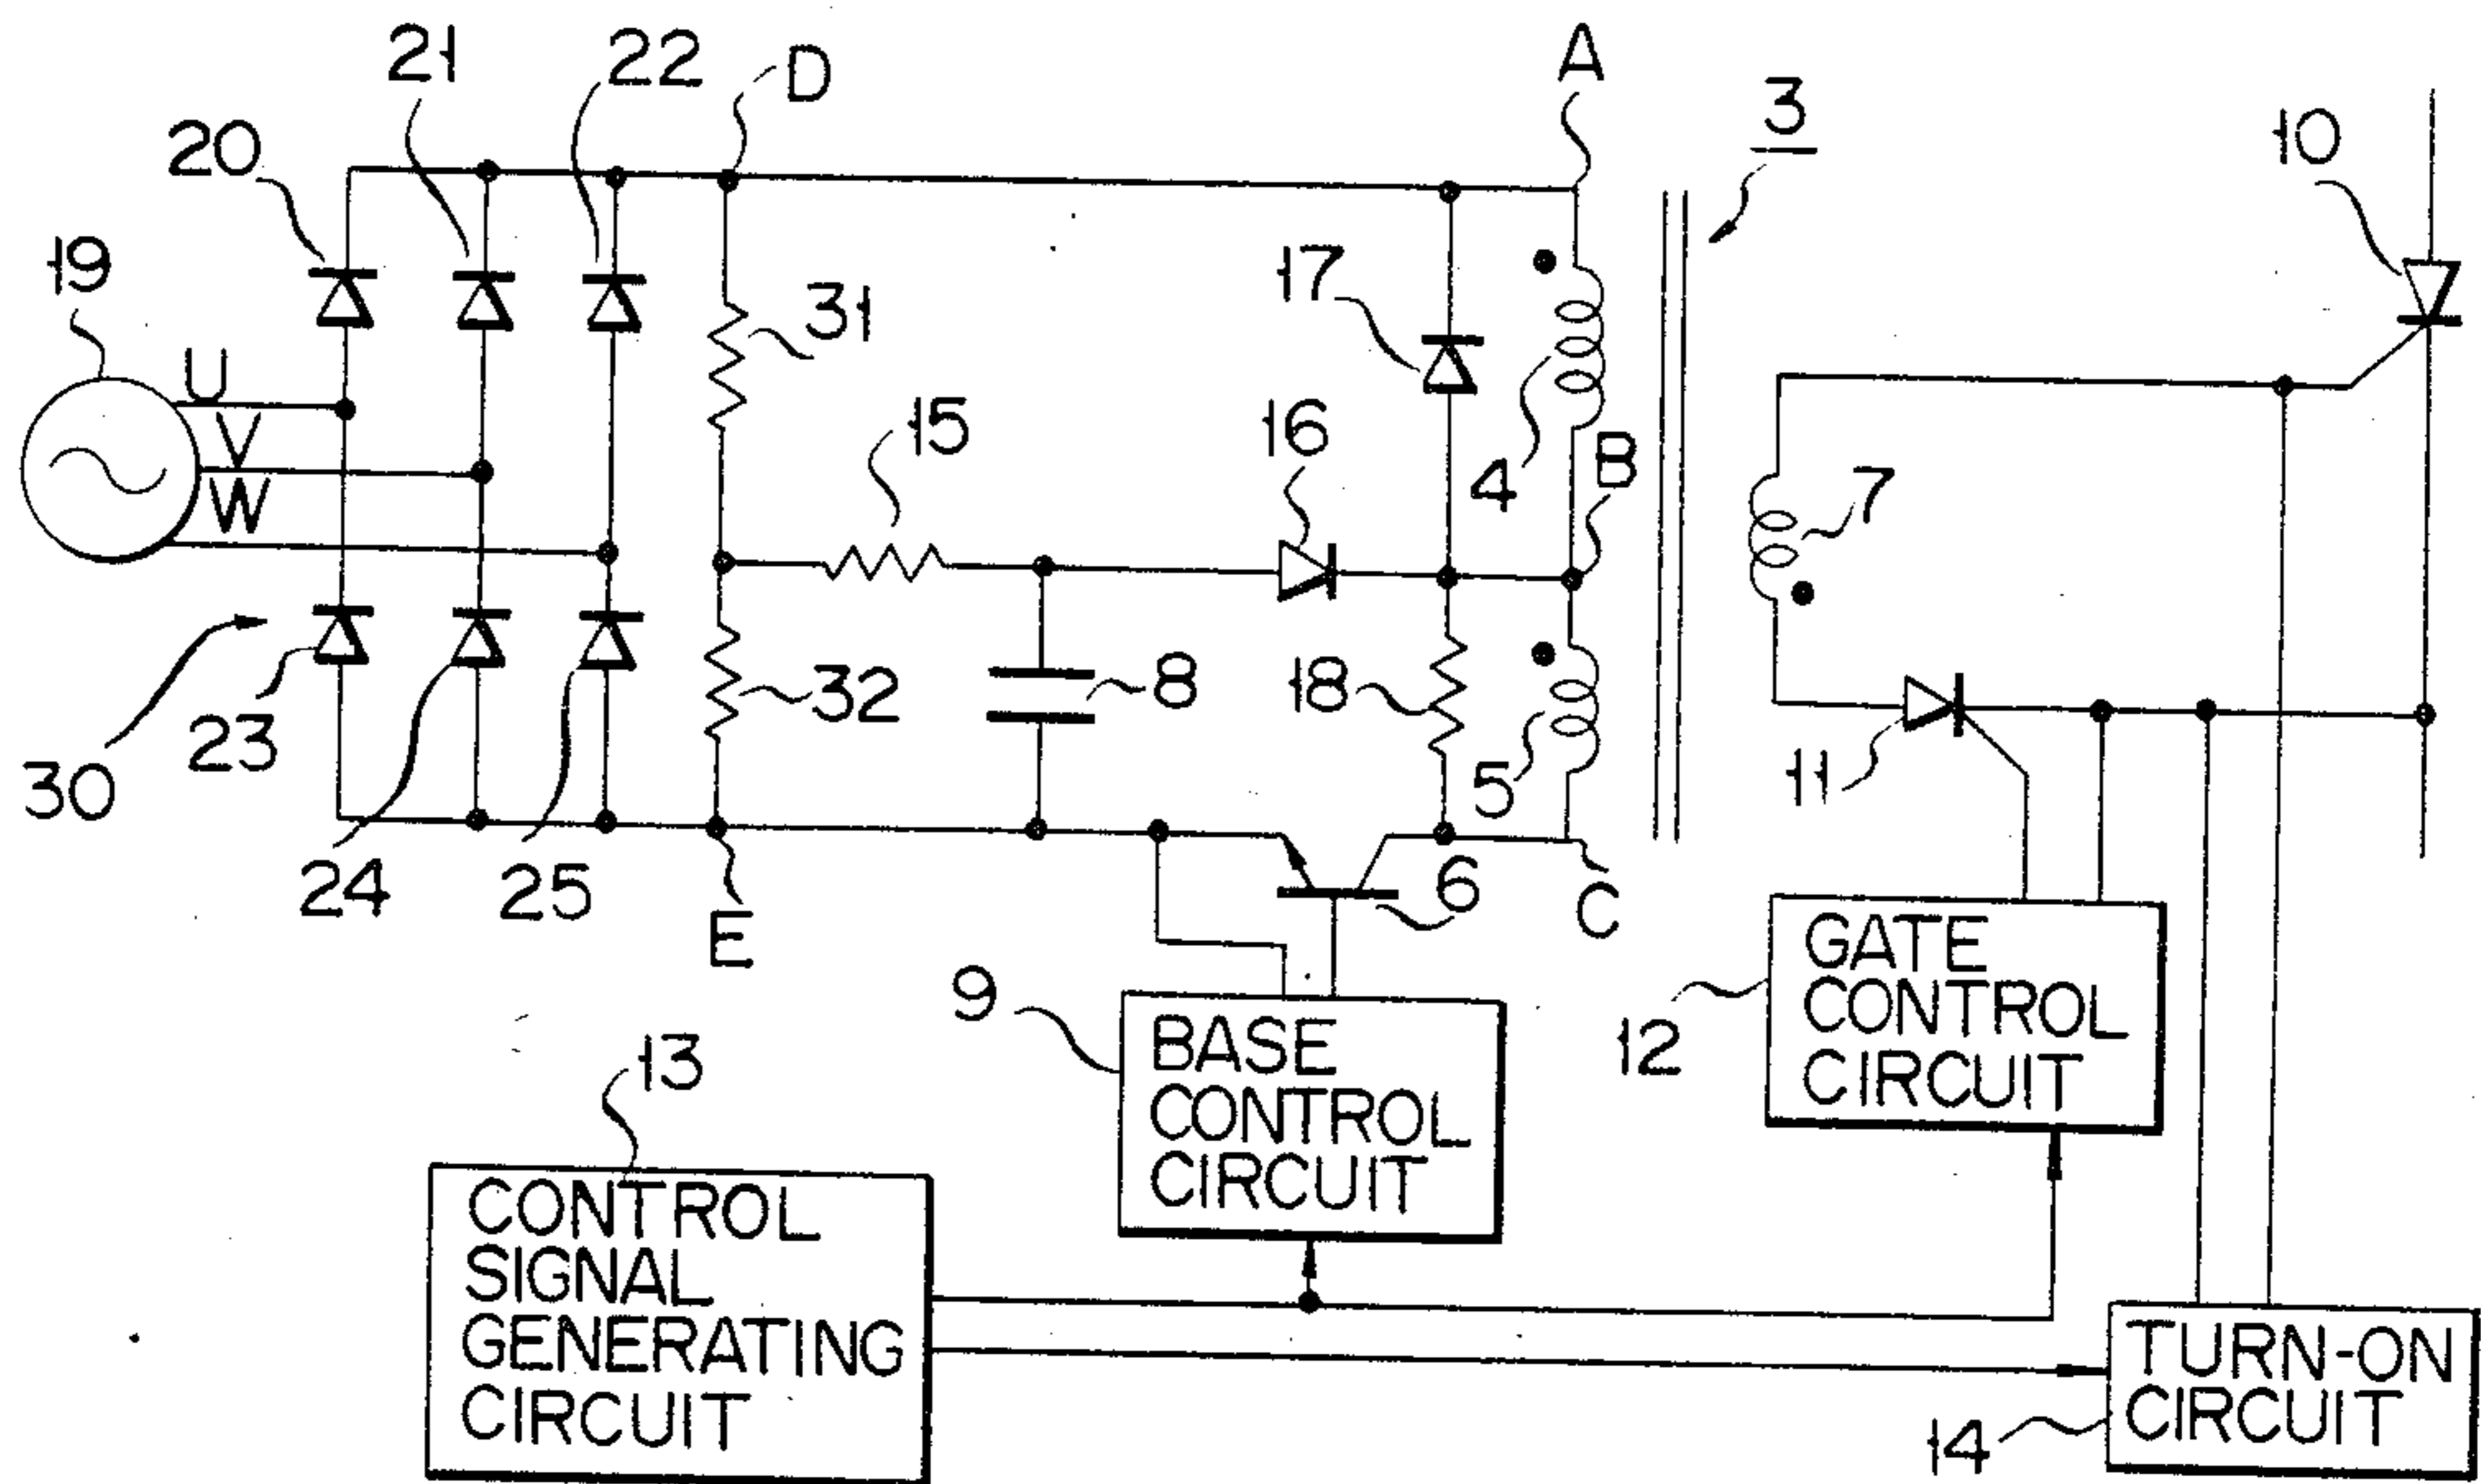 21
22
D
A
3
20
10
19
31
17
U
V
W
15
16
4
B
7
32
8
18
5
11
23
30
24
25
E
6
C
9
12
GATE
CONTROL
CIRCUIT
13
BASE
CONTROL
CIRCUIT
CONTROL
SIGNAL
GENERATING
CIRCUIT
14
TURN-ON
CIRCUIT